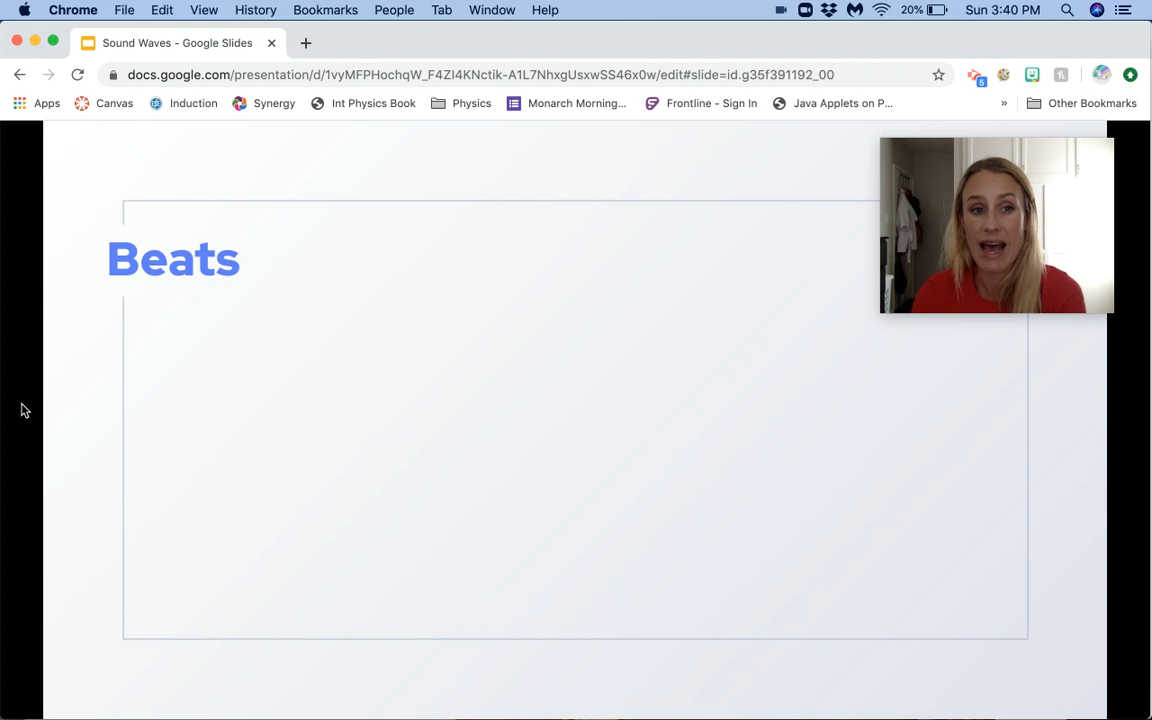 Chrome File Edit View History Bookmarks People Tab Window Help 20% Sun 3:40 PM
Sound Waves - Google Slides
docs.google.com/presentation/d/1vyMFPHochqW_F4ZI4KNctik-A1L7NhxgUsxwSS46x0w/edit#slide=id.g35f391192_00 5
Apps Canvas Induction Synergy Int Physics Book Physics Monarch Morning... Frontline - Sign In Java Applets on P... » Other Bookmarks
Beats